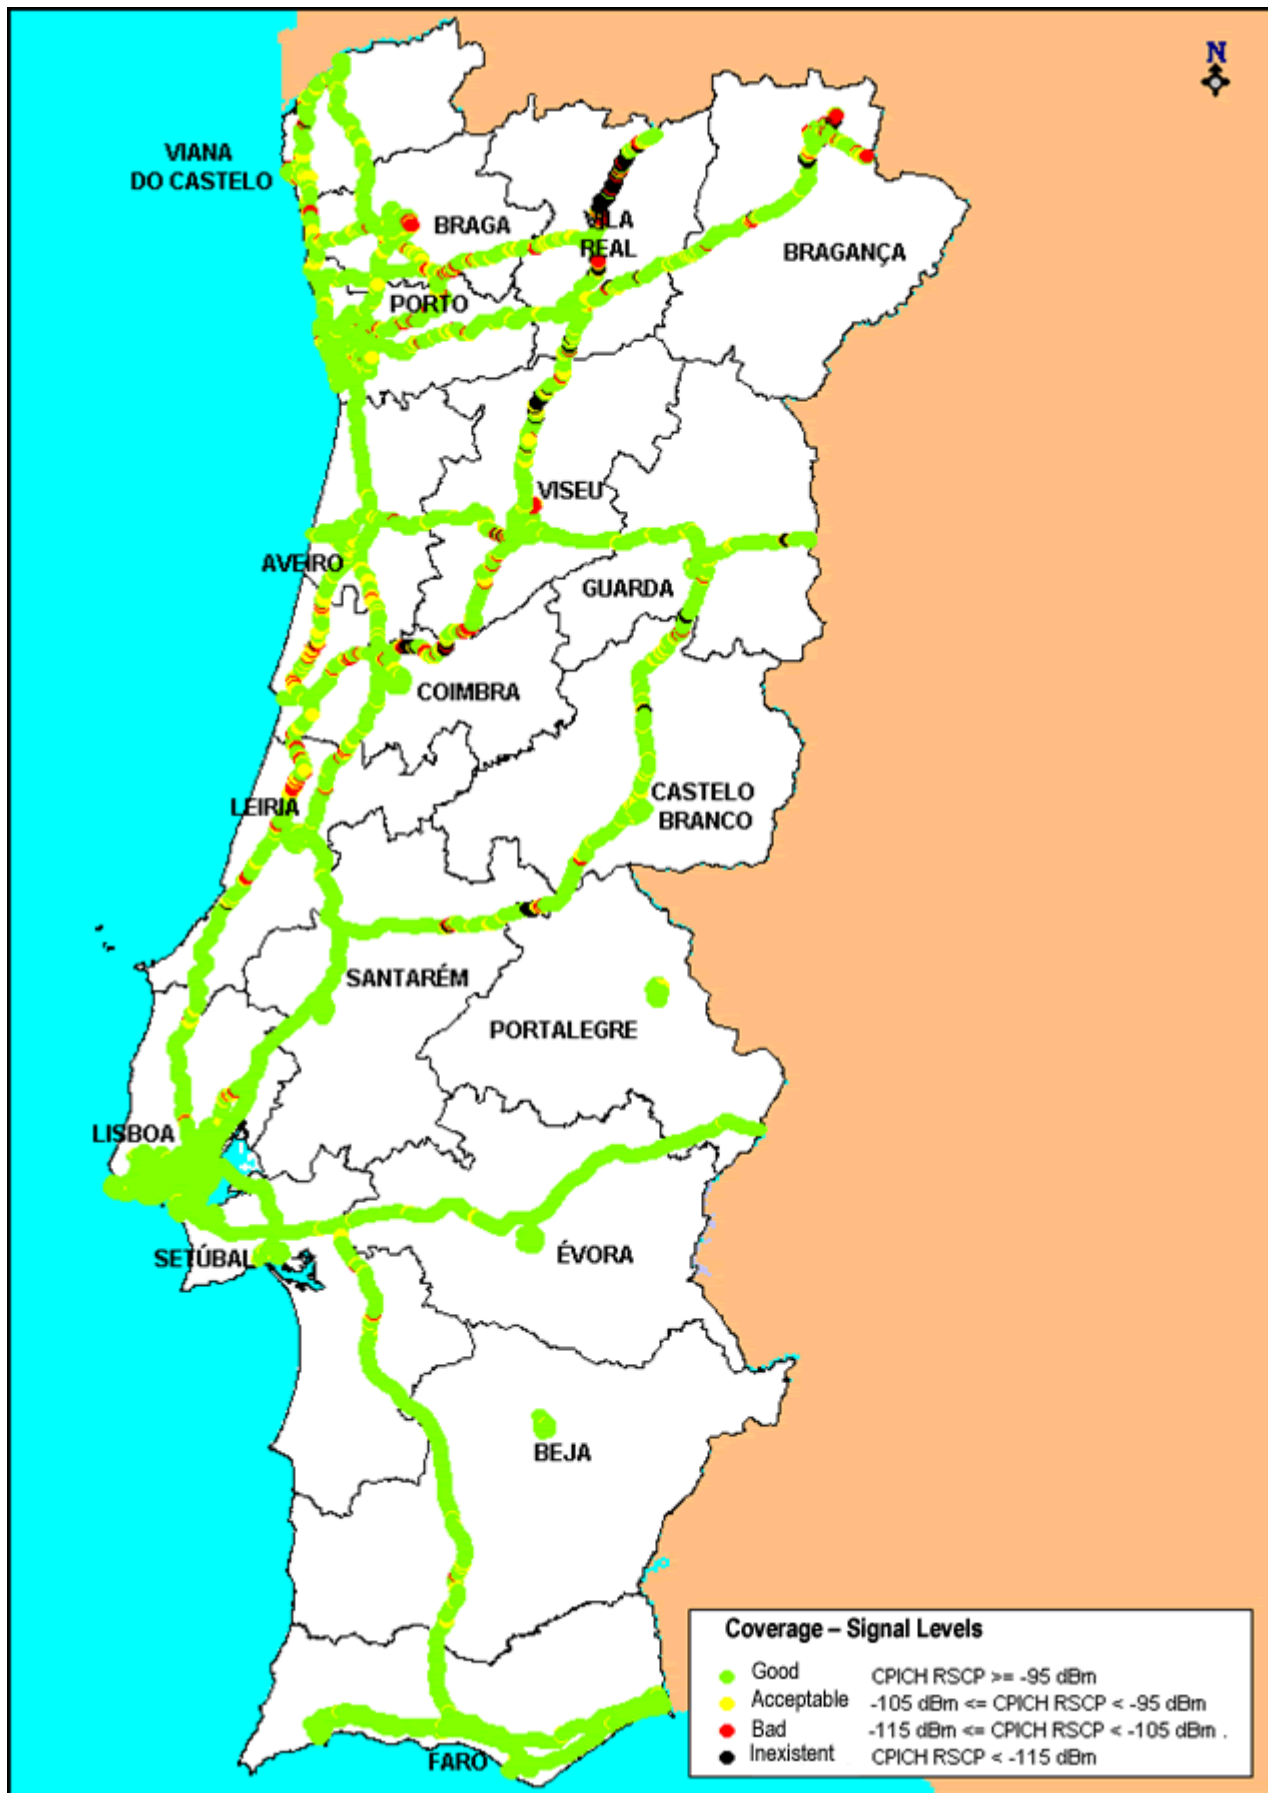 N
VIANA
DO CASTELO
BRAGA
VILA
REAL
BRAGANÇA
PORTO
VISEU
AVEIRO
GUARDA
COIMBRA
CASTELO
BRANCO
LEIRIA
SANTARÉM
PORTALEGRE
LISBOA
SETÚBAL
ÉVORA
BEJA
FARO
Coverage – Signal Levels
Good CPICH RSCP >= -95 dBm
Acceptable -105 dBm <= CPICH RSCP < -95 dBm
Bad -115 dBm <= CPICH RSCP < -105 dBm .
Inexistent CPICH RSCP < -115 dBm